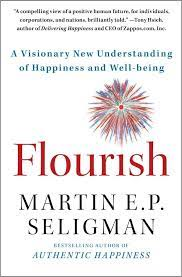 "A compelling view of a positive human future, for individuals,
corporations, and nations, brilliantly told." —Tony Hsieh,
author of Delivering Happiness and CEO of Zappos.com, Inc.
A Visionary New Understanding
of Happiness and Well-being
Flourish
MARTIN E.P.
SELIGMAN
BESTSELLING AUTHOR OF
AUTHENTIC HAPPINESS